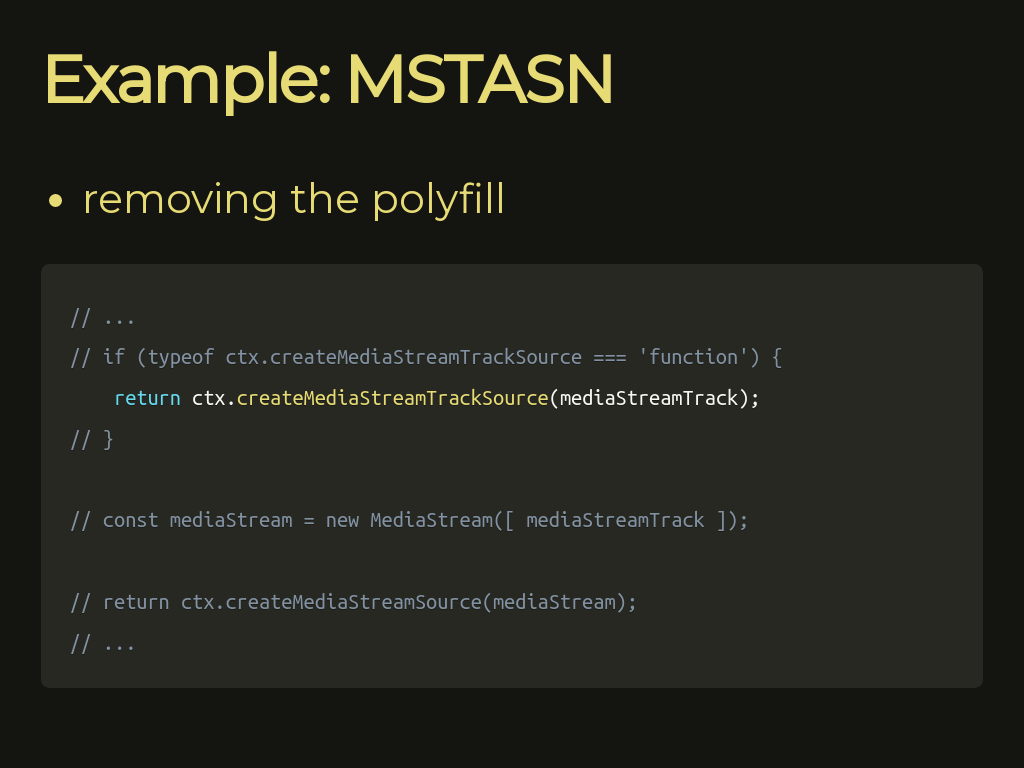 Example: MSTASN
• removing the polyfill
// ...
// if (typeof ctx.createMediaStreamTrackSource === 'function') {
    return ctx.createMediaStreamTrackSource(mediaStreamTrack);
// }
// const mediaStream = new MediaStream([ mediaStreamTrack ]);
// return ctx.createMediaStreamSource(mediaStream);
// ...